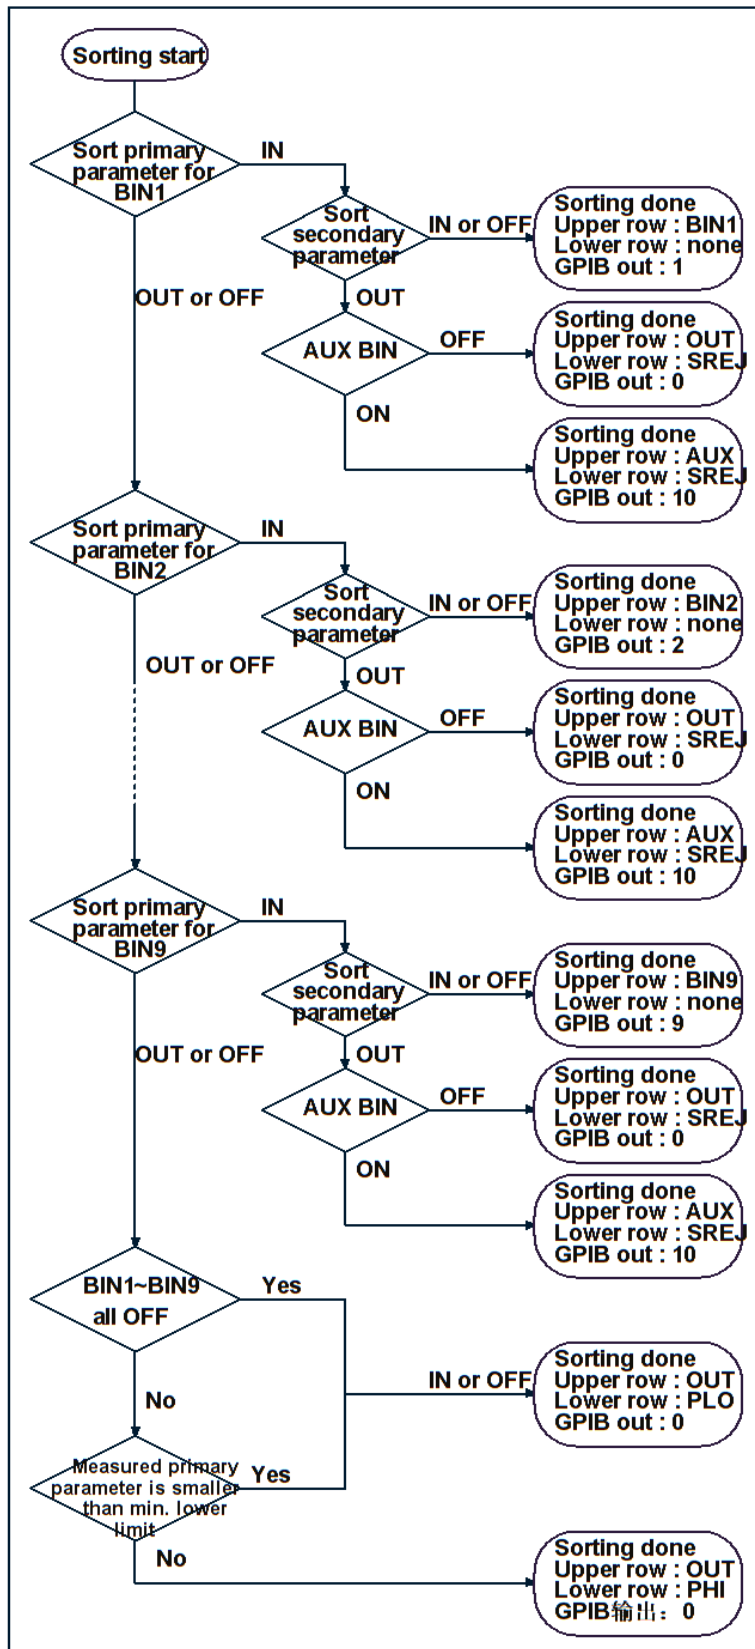 Sorting start
Sort primary
parameter for
BIN1
IN
Sort
secondary
parameter
IN or OFF
Sorting done
Upper row : BIN1
Lower row : none
GPIB out : 1
OUT or OFF
OUT
AUX BIN
OFF
Sorting done
Upper row : OUT
Lower row : SREJ
GPIB out : 0
ON
Sorting done
Upper row : AUX
Lower row : SREJ
GPIB out : 10
Sort primary
parameter for
BIN2
IN
Sort
secondary
parameter
IN or OFF
Sorting done
Upper row : BIN2
Lower row : none
GPIB out : 2
OUT or OFF
OUT
AUX BIN
OFF
Sorting done
Upper row : OUT
Lower row : SREJ
GPIB out : 0
ON
Sorting done
Upper row : AUX
Lower row : SREJ
GPIB out : 10
Sort primary
parameter for
BIN9
IN
Sort
secondary
parameter
IN or OFF
Sorting done
Upper row : BIN9
Lower row : none
GPIB out : 9
OUT or OFF
OUT
AUX BIN
OFF
Sorting done
Upper row : OUT
Lower row : SREJ
GPIB out : 0
ON
Sorting done
Upper row : AUX
Lower row : SREJ
GPIB out : 10
BIN1~BIN9
all OFF
Yes
No
IN or OFF
Sorting done
Upper row : OUT
Lower row : PLO
GPIB out : 0
Measured primary
parameter is smaller
than min. lower
limit
Yes
No
Sorting done
Upper row : OUT
Lower row : PHI
GPIB输出：0